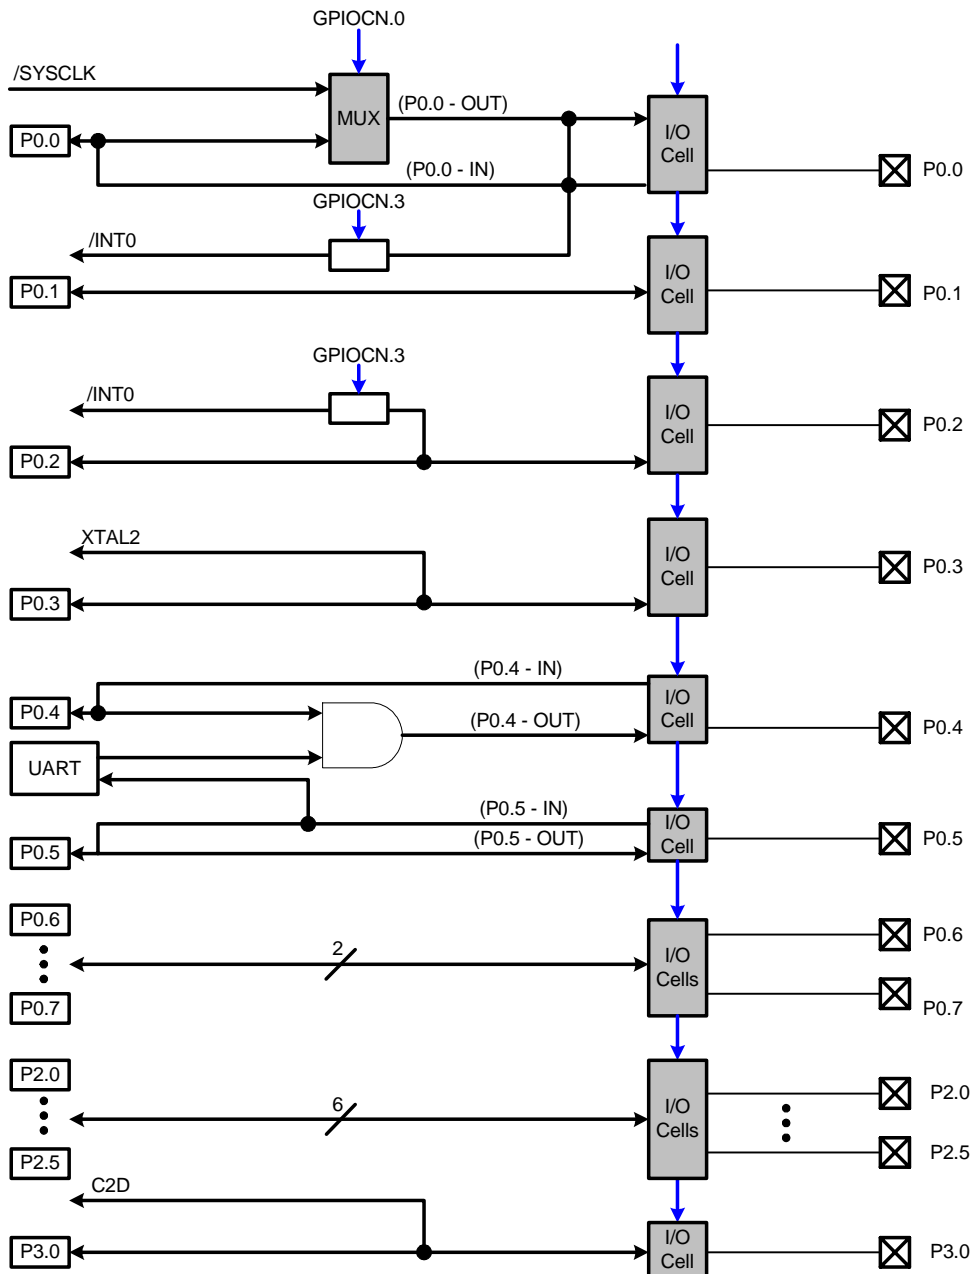 GPIOCN.0
/SYSCLK
MUX
(P0.0 - OUT)
I/O
Cell
P0.0
(P0.0 - IN)
P0.0
GPIOCN.3
/INT0
P0.1
I/O
Cell
P0.1
GPIOCN.3
/INT0
I/O
Cell
P0.2
P0.2
XTAL2
I/O
Cell
P0.3
P0.3
(P0.4 - IN)
P0.4
(P0.4 - OUT)
I/O
Cell
P0.4
UART
(P0.5 - IN)
(P0.5 - OUT)
P0.5
I/O
Cell
P0.5
P0.6
2
I/O
Cells
P0.6
P0.7
P0.7
P2.0
6
I/O
Cells
P2.0
P2.5
P2.5
C2D
P3.0
I/O
Cell
P3.0